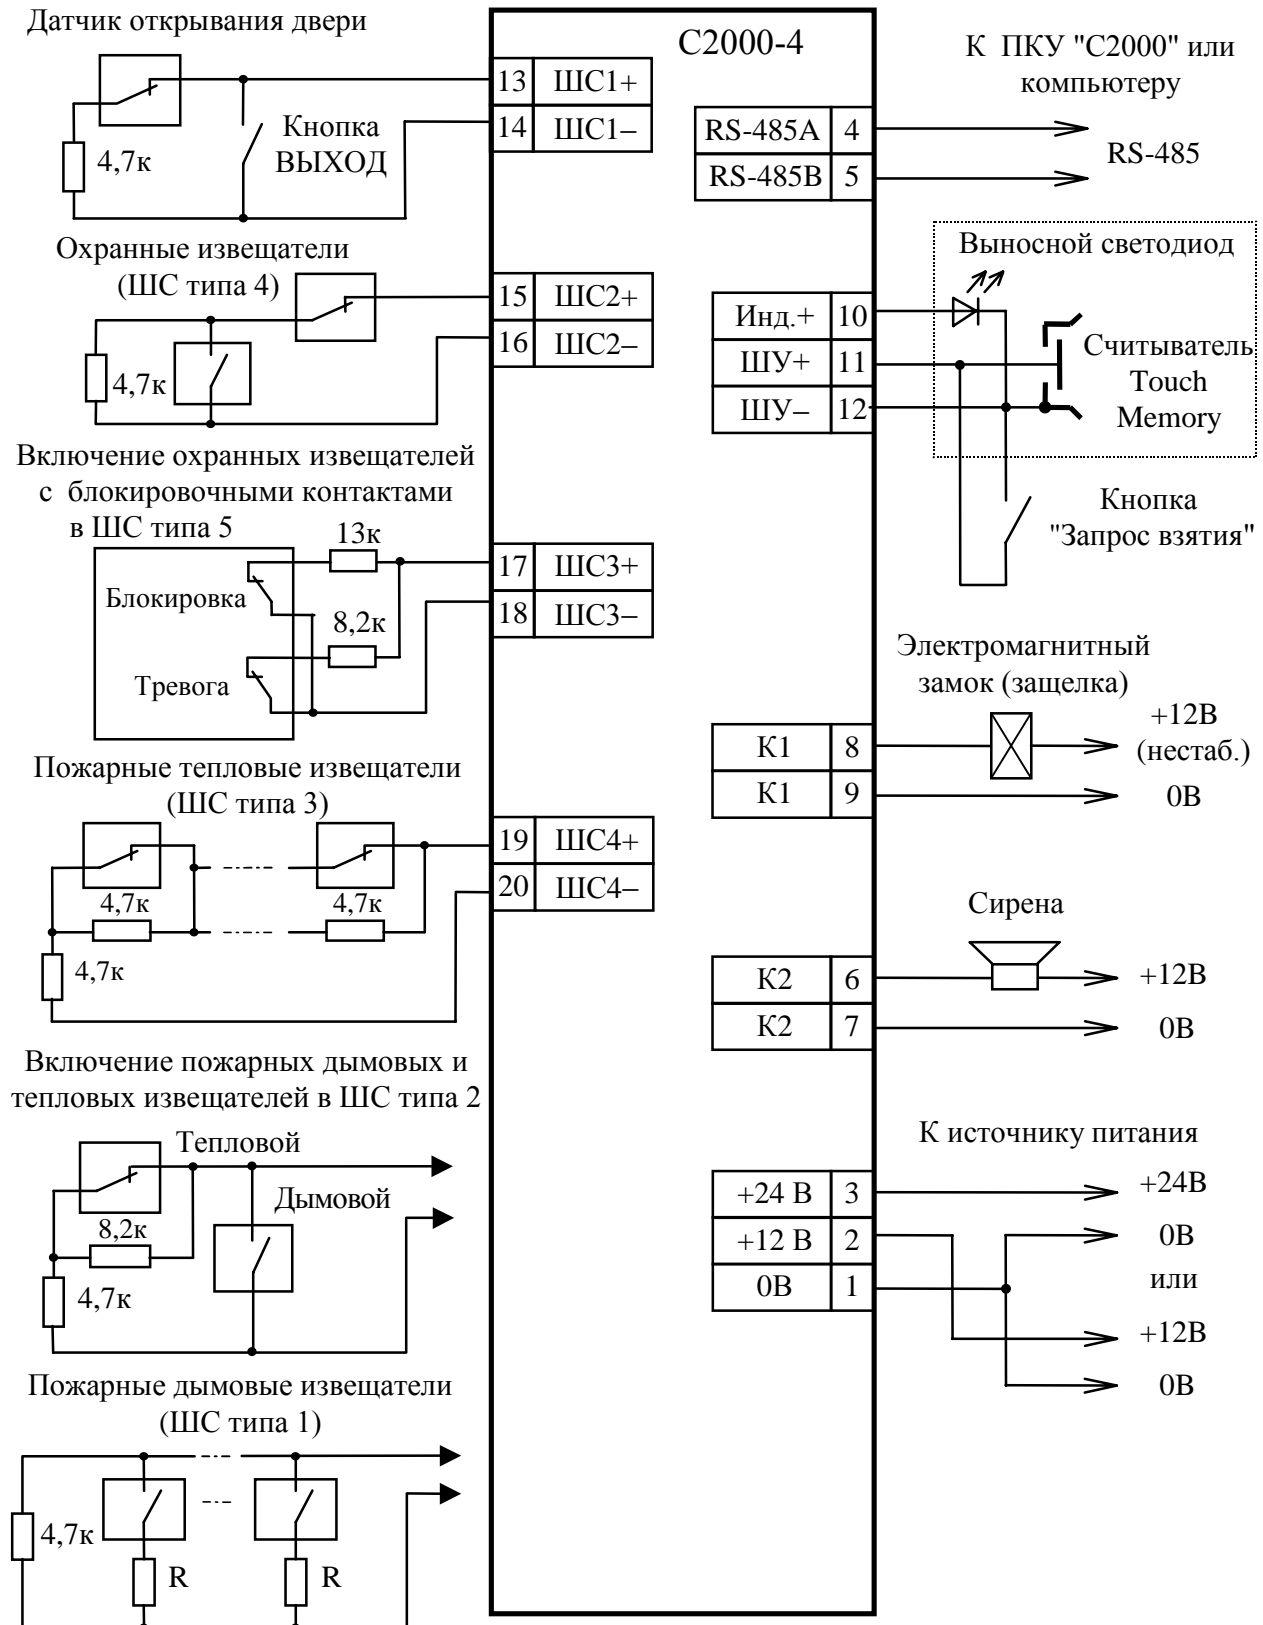 Датчик открывания двери
4,7к
Кнопка
ВЫХОД
Охранные извещатели
(ШС типа 4)
4,7к
Включение охранных извещателей
с блокировочными контактами
в ШС типа 5
13к
Блокировка
8,2к
Тревога
Пожарные тепловые извещатели
(ШС типа 3)
4,7к
4,7к
4,7к
Включение пожарных дымовых и
тепловых извещателей в ШС типа 2
Тепловой
Дымовой
8,2к
4,7к
Пожарные дымовые извещатели
(ШС типа 1)
4,7к
R
R
С2000-4
13 ШС1+
14 ШС1–
15 ШС2+
16 ШС2–
17 ШС3+
18 ШС3–
19 ШС4+
20 ШС4–
RS-485A 4
RS-485B 5
Инд.+ 10
ШУ+ 11
ШУ– 12
К1 8
К1 9
К2 6
К2 7
+24 В 3
+12 В 2
0В 1
К ПКУ "С2000" или
компьютеру
RS-485
Выносной светодиод
Считыватель
Touch
Memory
Кнопка
"Запрос взятия"
Электромагнитный
замок (защелка)
+12В
(нестаб.)
0В
Сирена
+12В
0В
К источнику питания
+24В
0В
или
+12В
0В